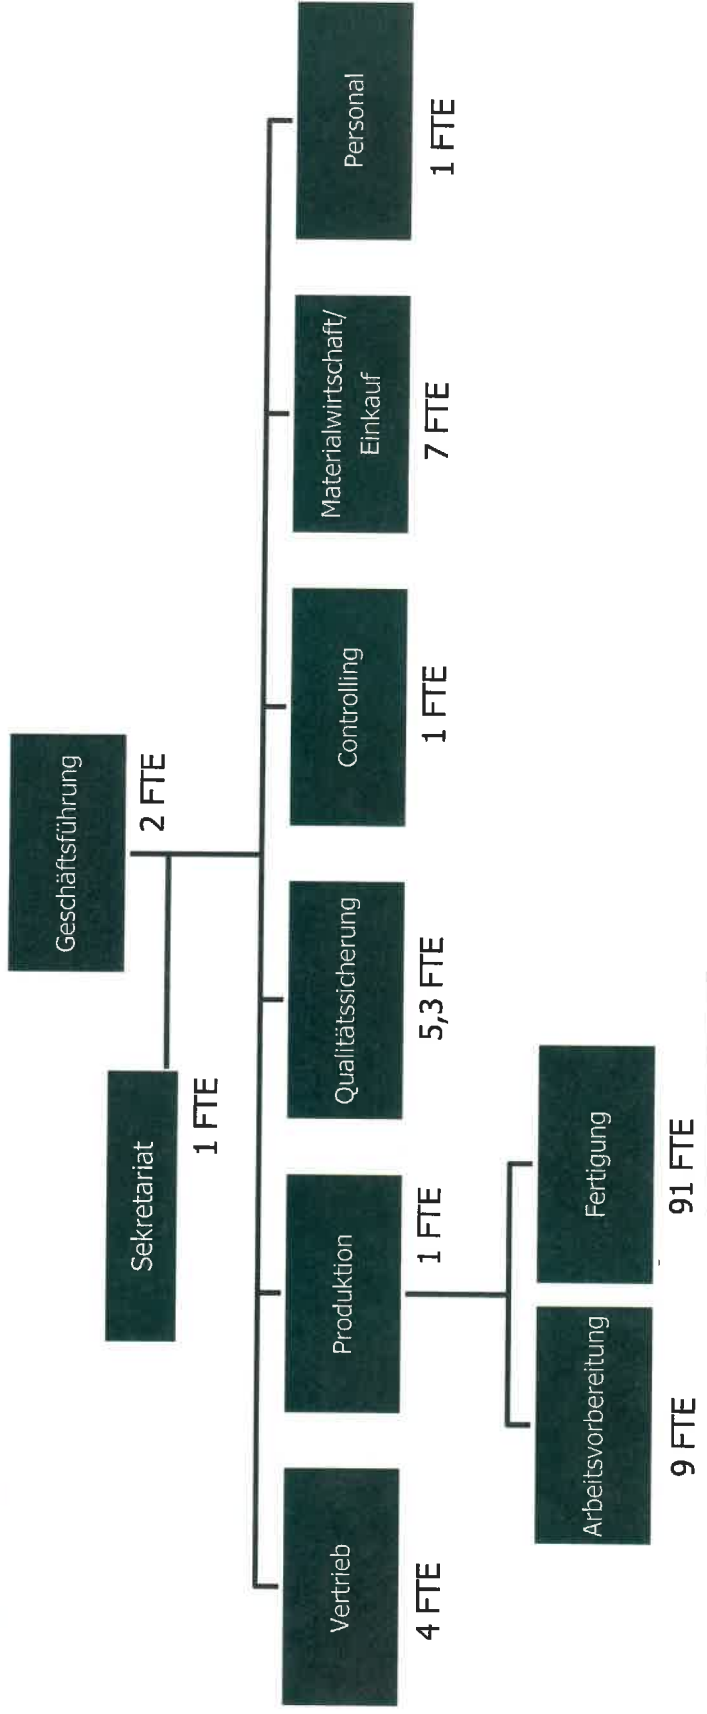 Geschäftsführung
2 FTE
Sekretariat
1 FTE
Vertrieb
4 FTE
Produktion
1 FTE
Qualitätssicherung
5,3 FTE
Controlling
1 FTE
Materialwirtschaft/
Einkauf
7 FTE
Personal
1 FTE
Arbeitsvorbereitung
9 FTE
Fertigung
91 FTE